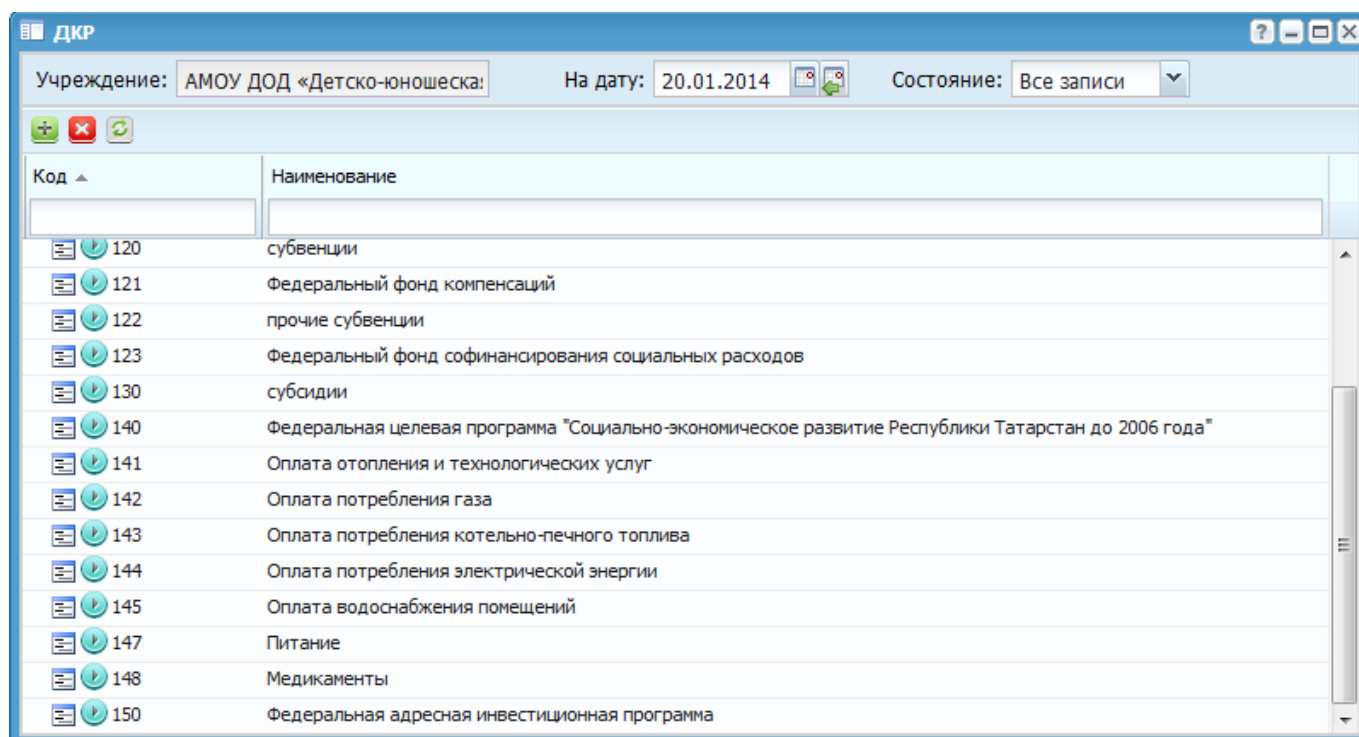 ДКР
Учреждение: АМОУ ДОД «Детско-юношеска: На дату: 20.01.2014 Состояние: Все записи
Код Наименование
120 субвенции
121 Федеральный фонд компенсаций
122 прочие субвенции
123 Федеральный фонд софинансирования социальных расходов
130 субсидии
140 Федеральная целевая программа "Социально-экономическое развитие Республики Татарстан до 2006 года"
141 Оплата отопления и технологических услуг
142 Оплата потребления газа
143 Оплата потребления котельно-печного топлива
144 Оплата потребления электрической энергии
145 Оплата водоснабжения помещений
147 Питание
148 Медикаменты
150 Федеральная адресная инвестиционная программа